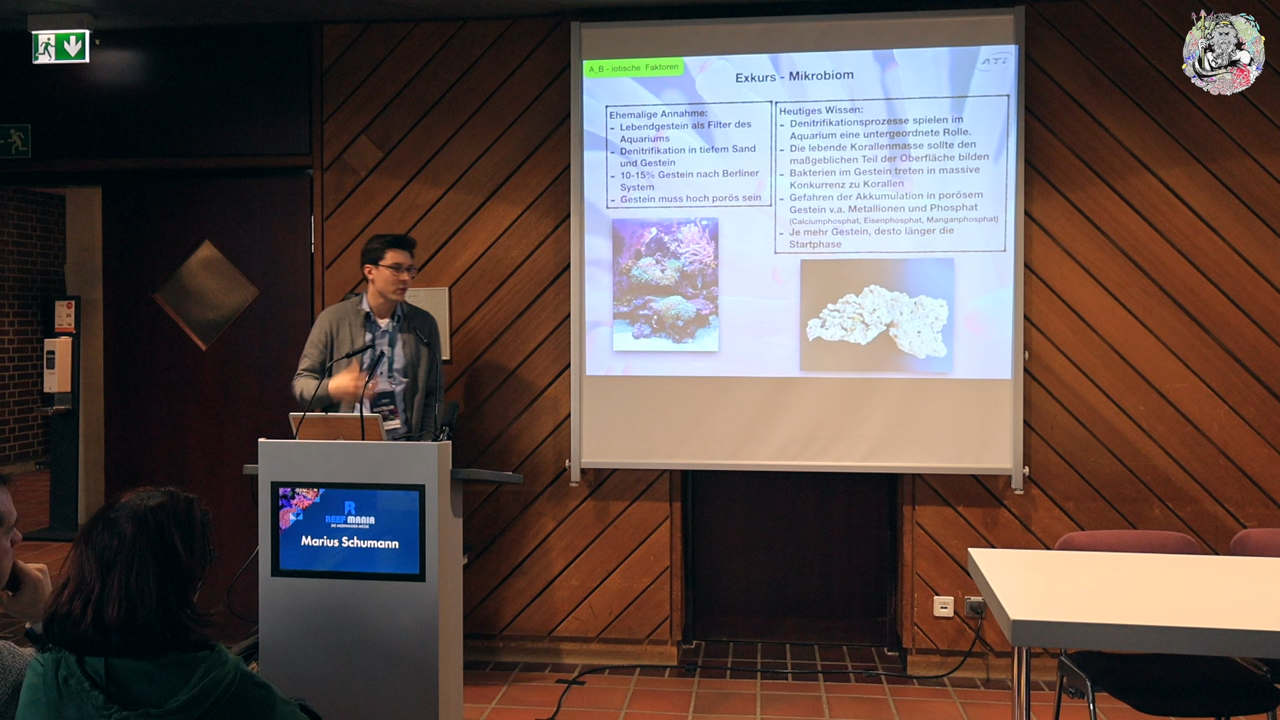 A_B - iotische Faktoren
Exkurs - Mikrobiom
ATI
Ehemalige Annahme:
- Lebendgestein als Filter des
Aquariums
- Denitrifikation in tiefem Sand
und Gestein
- 10-15% Gestein nach Berliner
System
- Gestein muss hoch porös sein
Heutiges Wissen:
- Denitrifikationsprozesse spielen im
Aquarium eine untergeordnete Rolle.
- Die lebende Korallenmasse sollte den
maßgeblichen Teil der Oberfläche bilden
- Bakterien im Gestein treten in massive
Konkurrenz zu Korallen
- Gefahren der Akkumulation in porösem
Gestein v.a. Metallionen und Phosphat
(Calciumphosphat, Eisenphosphat, Manganphosphat)
- Je mehr Gestein, desto länger die
Startphase
REEF MANIA
DIE MEERWASSER-MESSE
Marius Schumann